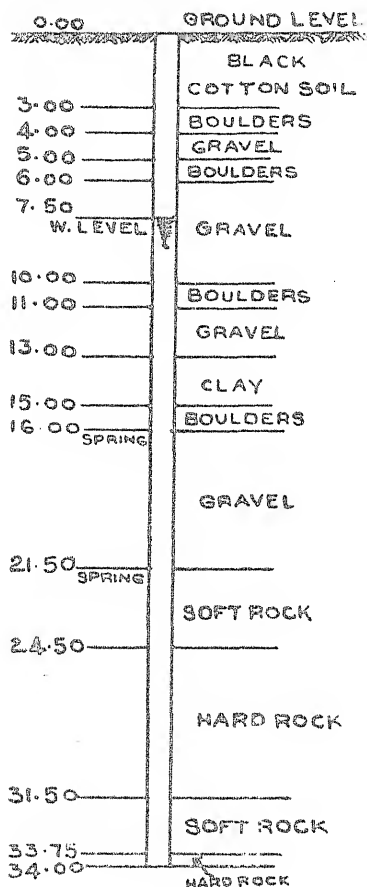 0.00 GROUND LEVEL
BLACK
COTTON SOIL
3.00
BOULDERS
4.00
GRAVEL
5.00
BOULDERS
6.00
7.50
W. LEVEL GRAVEL
10.00
BOULDERS
11.00
GRAVEL
13.00
CLAY
15.00
BOULDERS
16.00
SPRING
GRAVEL
21.50
SPRING
SOFT ROCK
24.50
HARD ROCK
31.50
SOFT ROCK
33.75
34.00
HARD ROCK